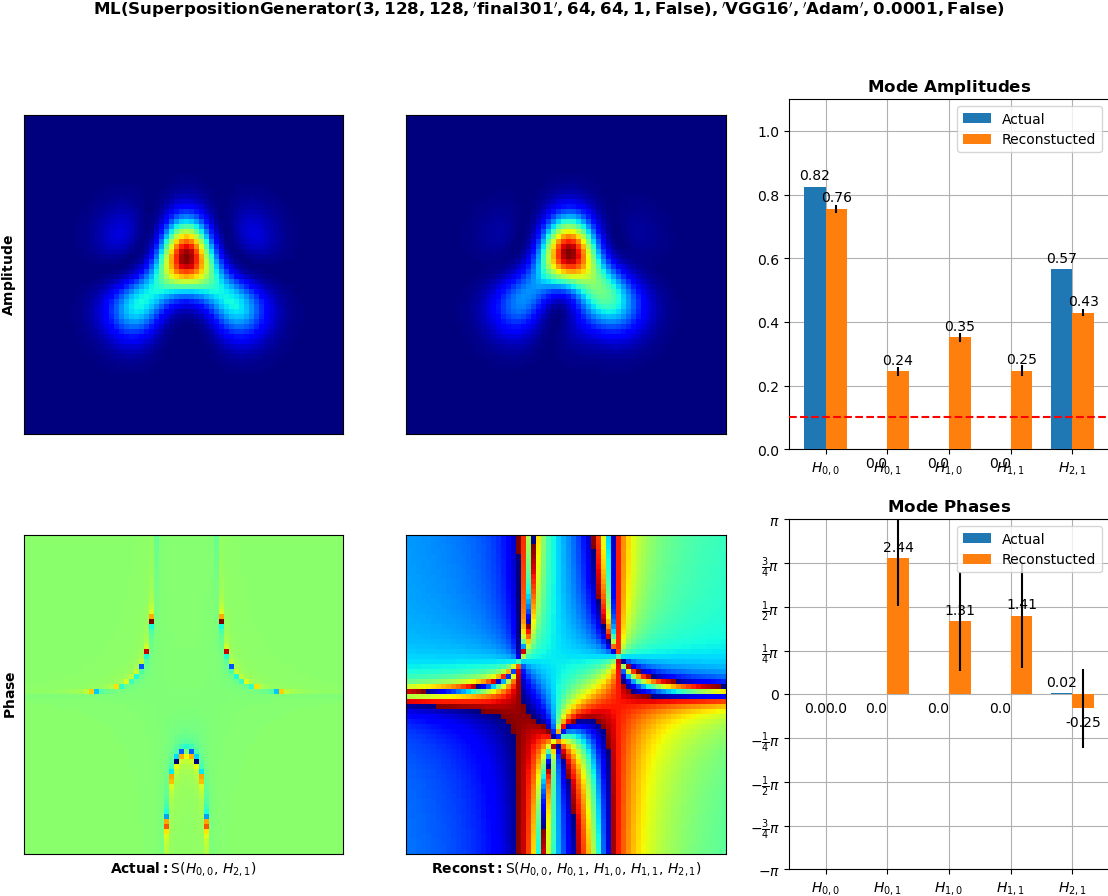 ML(SuperpositionGenerator(3, 128, 128, ′final301′, 64, 64, 1, False), ′VGG16′, ′Adam′, 0.0001, False)
Amplitude
Mode Amplitudes
Actual
Reconstucted
1.0
0.8
0.6
0.4
0.2
0.0
0.82
0.76
0.0
0.24
0.0
0.35
0.0
0.25
0.57
0.43
H0,0
H0,1
H1,0
H1,1
H2,1
Phase
Actual: S(H0,0, H2,1)
Reconst: S(H0,0, H0,1, H1,0, H1,1, H2,1)
Mode Phases
Actual
Reconstucted
π
3/4π
1/2π
1/4π
0
−1/4π
−1/2π
−3/4π
−π
0.00
0.0
0.0
2.44
0.0
1.31
0.0
1.41
0.02
-0.25
H0,0
H0,1
H1,0
H1,1
H2,1